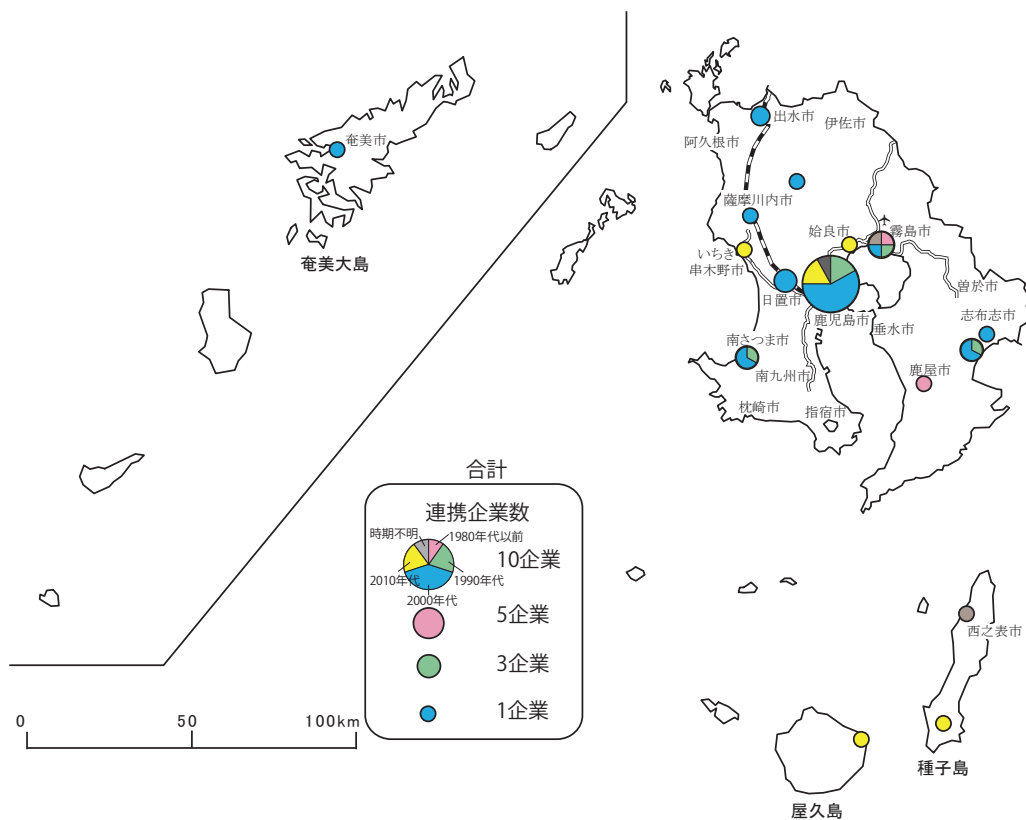 出水市
伊佐市
阿久根市
奄美市
薩摩川内市
姶良市
霧島市
いちき
串木野市
奄美大島
日置市
曽於市
鹿児島市
垂水市
志布志市
南さつま市
鹿屋市
南九州市
枕崎市
指宿市
合計
連携企業数
時期不明
1980年代以前
10企業
2010年代
1990年代
2000年代
5企業
3企業
1企業
西之表市
0
50
100km
種子島
屋久島